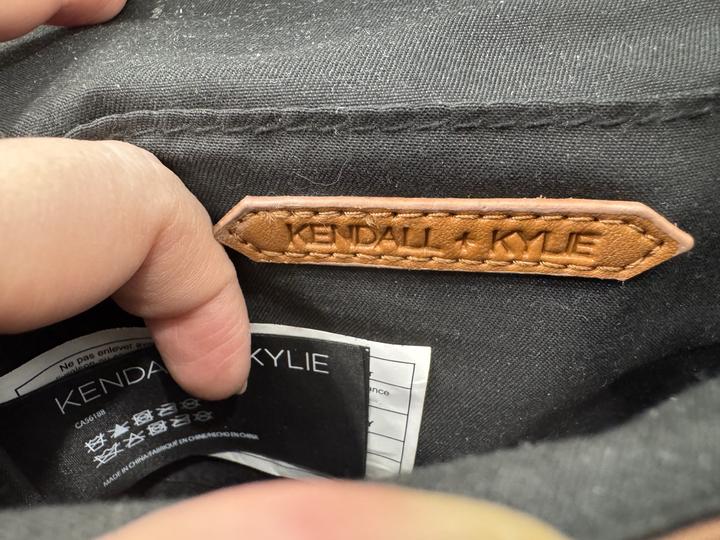 KENDALL + KYLIE
Ne pas enlever
KENDA KYLIE
CA56188
MADE IN CHINA/FABRIQUÉ EN CHINE/HECHO EN CHINA